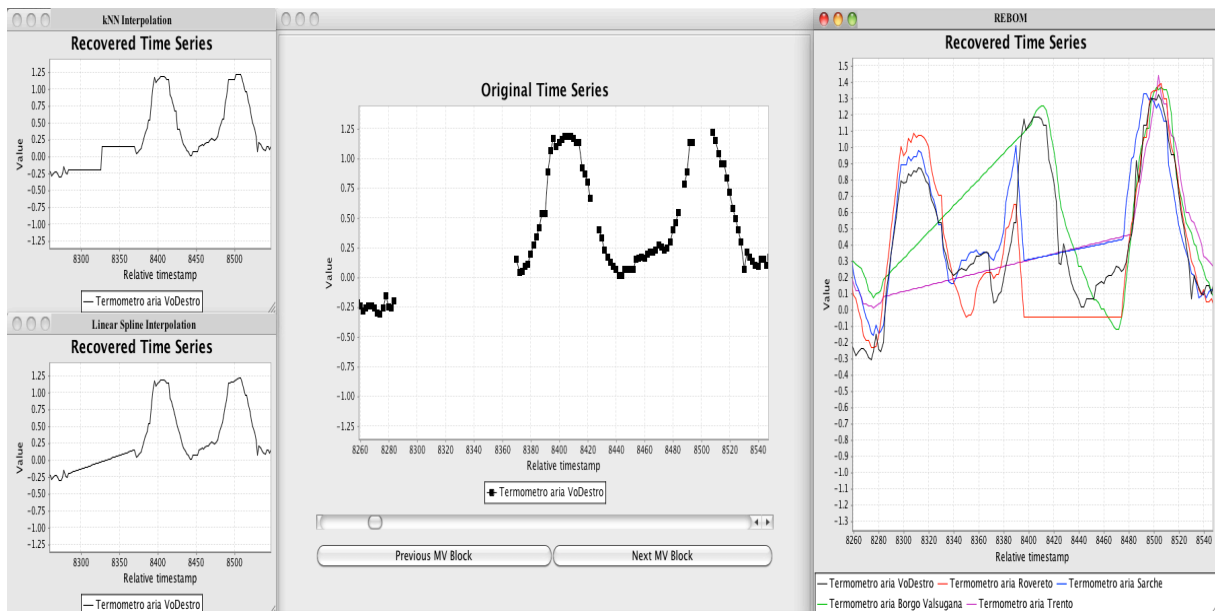 kNN Interpolation
Recovered Time Series
1.25
1.00
0.75
0.50
0.25
0.00
−0.25
−0.50
−0.75
−1.00
−1.25
Value
8300 8350 8400 8450 8500
Relative timestamp
Termometro aria VoDestro
Linear Spline Interpolation
Recovered Time Series
1.25
1.00
0.75
0.50
0.25
0.00
−0.25
−0.50
−0.75
−1.00
−1.25
Value
8300 8350 8400 8450 8500
Relative timestamp
Termometro aria VoDestro
Original Time Series
1.25
1.00
0.75
0.50
0.25
0.00
−0.25
−0.50
−0.75
−1.00
−1.25
Value
8260 8280 8300 8320 8340 8360 8380 8400 8420 8440 8460 8480 8500 8520 8540
Relative timestamp
Termometro aria VoDestro
Previous MV Block
Next MV Block
REBOM
Recovered Time Series
1.5
1.4
1.3
1.2
1.1
1.0
0.9
0.8
0.7
0.6
0.5
0.4
0.3
0.2
0.1
0.0
−0.1
−0.2
−0.3
−0.4
−0.5
−0.6
−0.7
−0.8
−0.9
−1.0
−1.1
−1.2
−1.3
Value
8260 8280 8300 8320 8340 8360 8380 8400 8420 8440 8460 8480 8500 8520 8540
Relative timestamp
Termometro aria VoDestro Termometro aria Rovereto Termometro aria Sarche
Termometro aria Borgo Valsugana Termometro aria Trento